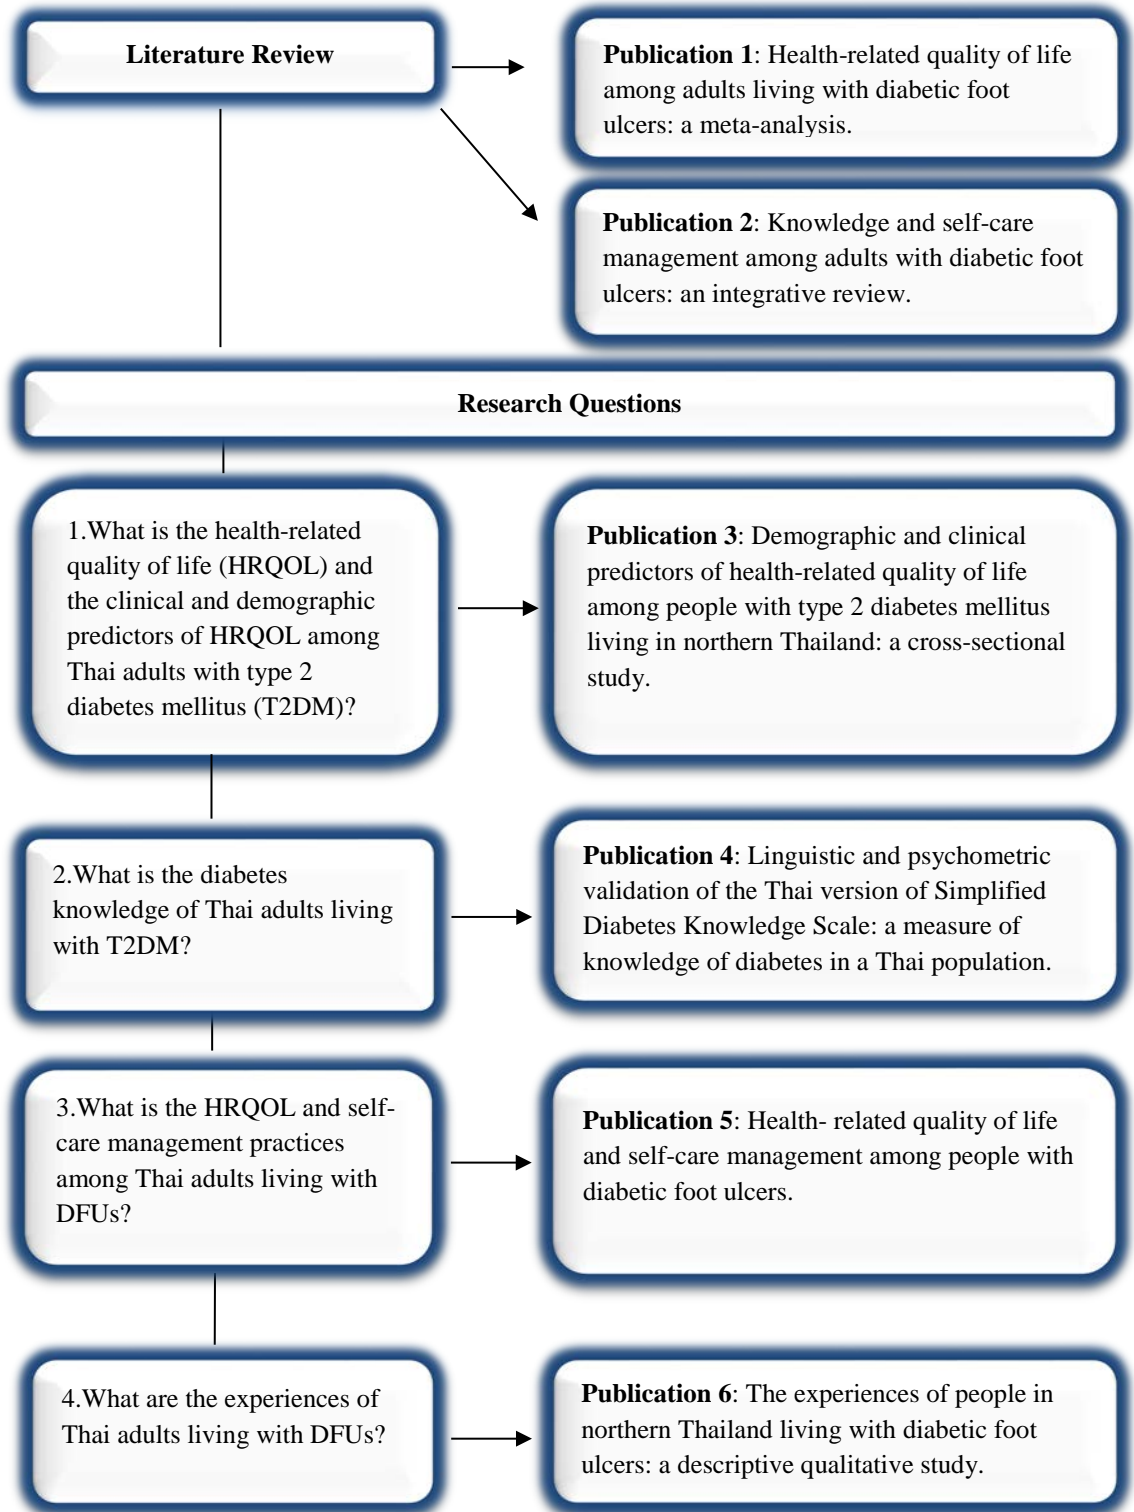 Literature Review
Publication 1: Health-related quality of life
among adults living with diabetic foot
ulcers: a meta-analysis.
Publication 2: Knowledge and self-care
management among adults with diabetic foot
ulcers: an integrative review.
Research Questions
1.What is the health-related
quality of life (HRQOL) and
the clinical and demographic
predictors of HRQOL among
Thai adults with type 2
diabetes mellitus (T2DM)?
Publication 3: Demographic and clinical
predictors of health-related quality of life
among people with type 2 diabetes mellitus
living in northern Thailand: a cross-sectional
study.
2.What is the diabetes
knowledge of Thai adults living
with T2DM?
Publication 4: Linguistic and psychometric
validation of the Thai version of Simplified
Diabetes Knowledge Scale: a measure of
knowledge of diabetes in a Thai population.
3.What is the HRQOL and self-
care management practices
among Thai adults living with
DFUs?
Publication 5: Health- related quality of life
and self-care management among people with
diabetic foot ulcers.
4.What are the experiences of
Thai adults living with DFUs?
Publication 6: The experiences of people in
northern Thailand living with diabetic foot
ulcers: a descriptive qualitative study.